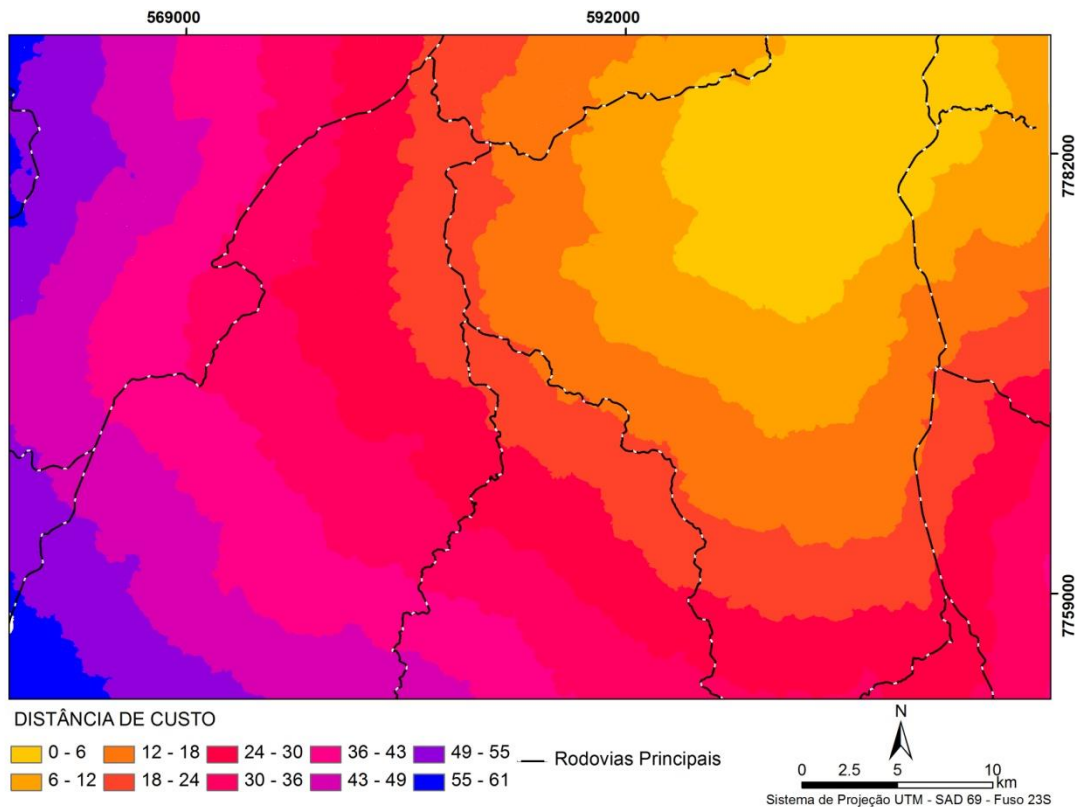 569000
592000
7782000
7759000
DISTÂNCIA DE CUSTO
0 - 6
12 - 18
24 - 30
36 - 43
49 - 55
Rodovias Principais
6 - 12
18 - 24
30 - 36
43 - 49
55 - 61
N
0 2.5 5 10
km
Sistema de Projeção UTM - SAD 69 - Fuso 23S